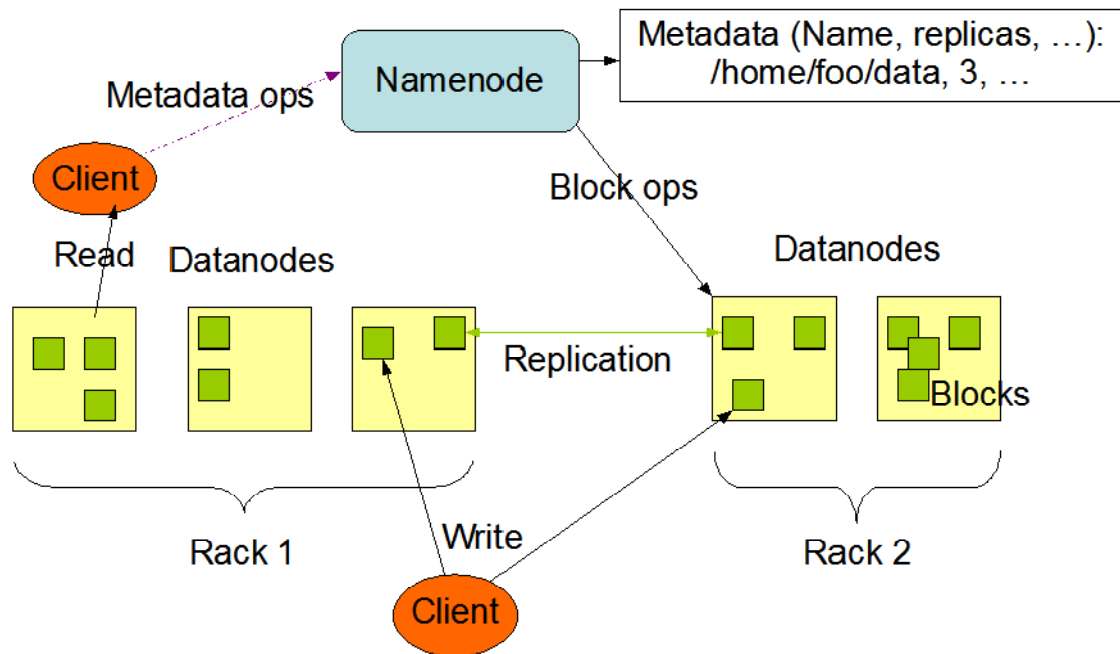 Metadata (Name, replicas, …):
/home/foo/data, 3, …
Namenode
Metadata ops
Client
Block ops
Read
Datanodes
Datanodes
Replication
Blocks
Rack 1
Write
Rack 2
Client